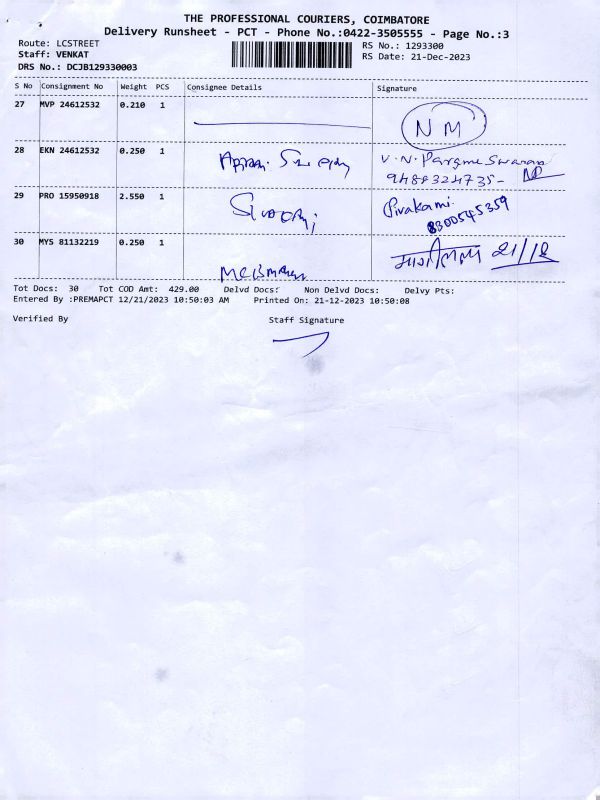 THE PROFESSIONAL COURIERS, COIMBATORE
Delivery Runsheet - PCT - Phone No.:0422-3505555 - Page No.:3
Route: LCSTREET
RS No.: 1293300
Staff: VENKAT
RS Date: 21-Dec-2023
DRS No.: DCJB129330003
S No Consignment No Weight PCS Consignee Details Signature
27 MVP 24612532 0.210 1 NM
28 EKN 24612532 0.250 1 V.N. Parameswaran
9488324735-
29 PRO 15950918 2.550 1 Sivakami
8300545359
30 MYS 81132219 0.250 1 21/12
Tot Docs: 30 Tot COD Amt: 429.00 Delvd Docs: Non Delvd Docs: Delvy Pts:
Entered By :PREMAPCT 12/21/2023 10:50:03 AM Printed On: 21-12-2023 10:50:08
Verified By Staff Signature